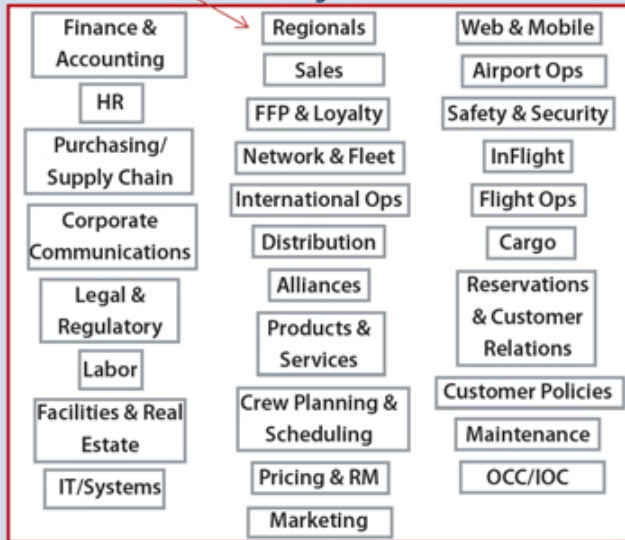 Finance &
Accounting
HR
Purchasing/
Supply Chain
Corporate
Communications
Legal &
Regulatory
Labor
Facilities & Real
Estate
IT/Systems
Regionals
Sales
FFP & Loyalty
Network & Fleet
International Ops
Distribution
Alliances
Products &
Services
Crew Planning &
Scheduling
Pricing & RM
Marketing
Web & Mobile
Airport Ops
Safety & Security
InFlight
Flight Ops
Cargo
Reservations
& Customer
Relations
Customer Policies
Maintenance
OCC/IOC